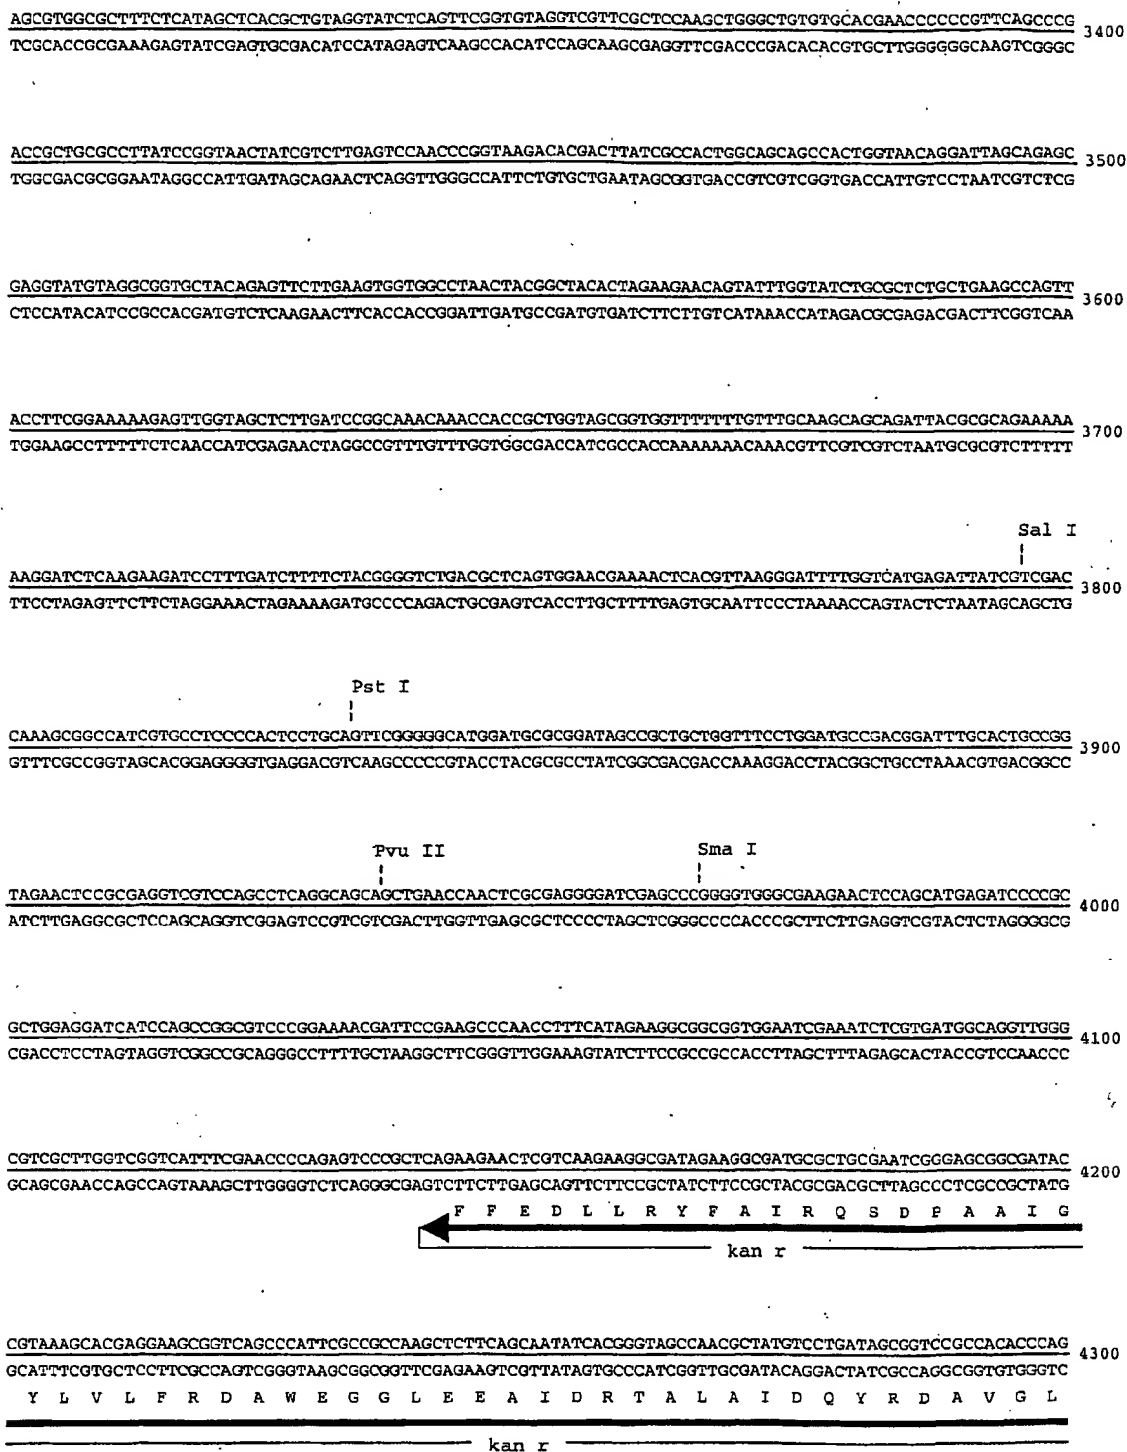 AGCGTGGCGCTTTCTCATAGCTCACGCTGTAGGTATCTCAGTTCGGTGTAGGTCGTTCGCTCCAAGCTGGGCTGTGTGCACGAACCCCCCGTTCAGCCCG
3400
TCGCACCGCGAAAGAGTATCGAGTGCGACATCCATAGAGTCAAGCCACATCCAGCAAGCGAGGTTCGACCCGACACACGTGCTTGGGGGGCAAGTCGGGC
ACCGCTGCGCCTTATCCGGTAACTATCGTCTTGAGTCCAACCCGGTAAGACACGACTTATCGCCACTGGCAGCAGCCACTGGTAACAGGATTAGCAGAGC
3500
TGGCGACGCGGAATAGGCCATTGATAGCAGAACTCAGGTTGGGCCATTCTGTGCTGAATAGCGGTGACCGTCGTCGGTGACCATTGTCCTAATCGTCTCG
GAGGTATGTAGGCGGTGCTACAGAGTTCTTGAAGTGGTGGCCTAACTACGGCTACACTAGAAGAACAGTATTTGGTATCTGCGCTCTGCTGAAGCCAGTT
3600
CTCCATACATCCGCCACGATGTCTCAAGAACTTCACCACCGGATTGATGCCGATGTGATCTTCTTGTCATAAACCATAGACGCGAGACGACTTCGGTCAA
ACCTTCGGAAAAAGAGTTGGTAGCTCTTGATCCGGCAAACAAACCACCGCTGGTAGCGGTGGTTTTTTTGTTTGCAAGCAGCAGATTACGCGCAGAAAAA
3700
TGGAAGCCTTTTTCTCAACCATCGAGAACTAGGCCGTTTGTTTGGTGGCGACCATCGCCACCAAAAAAACAAACGTTCGTCGTCTAATGCGCGTCTTTTT
Sal I
AAGGATCTCAAGAAGATCCTTTGATCTTTTCTACGGGGTCTGACGCTCAGTGGAACGAAAACTCACGTTAAGGGATTTTGGTCATGAGATTATCGTCGAC
3800
TTCCTAGAGTTCTTCTAGGAAACTAGAAAAGATGCCCCAGACTGCGAGTCACCTTGCTTTTGAGTGCAATTCCCTAAAACCAGTACTCTAATAGCAGCTG
Pst I
CAAAGCGGCCATCGTGCCTCCCCACTCCTGCAGTTCGGGGGCATGGATGCGCGGATAGCCGCTGCTGGTTTCCTGGATGCCGACGGATTTGCACTGCCGG
3900
GTTTCGCCGGTAGCACGGAGGGGTGAGGACGTCAAGCCCCCGTACCTACGCGCCTATCGGCGACGACCAAAGGACCTACGGCTGCCTAAACGTGACGGCC
Pvu II Sma I
TAGAACTCCGCGAGGTCGTCCAGCCTCAGGCAGCAGCTGAACCAACTCGCGAGGGGATCGAGCCCGGGGTGGGCGAAGAACTCCAGCATGAGATCCCCGC
4000
ATCTTGAGGCGCTCCAGCAGGTCGGAGTCCGTCGTCGACTTGGTTGAGCGCTCCCCTAGCTCGGGCCCCACCCGCTTCTTGAGGTCGTACTCTAGGGGCG
GCTGGAGGATCATCCAGCCGGCGTCCCGGAAAACGATTCCGAAGCCCAACCTTTCATAGAAGGCGGCGGTGGAATCGAAATCTCGTGATGGCAGGTTGGG
4100
CGACCTCCTAGTAGGTCGGCCGCAGGGCCTTTTGCTAAGGCTTCGGGTTGGAAAGTATCTTCCGCCGCCACCTTAGCTTTAGAGCACTACCGTCCAACCC
CGTCGCTTGGTCGGTCATTTCGAACCCCAGAGTCCCGCTCAGAAGAACTCGTCAAGAAGGCGATAGAAGGCGATGCGCTGCGAATCGGGAGCGGCGATAC
4200
GCAGCGAACCAGCCAGTAAAGCTTGGGGTCTCAGGGCGAGTCTTCTTGAGCAGTTCTTCCGCTATCTTCCGCTACGCGACGCTTAGCCCTCGCCGCTATG
F F E D L L R Y F A I R Q S D P A A I G
kan r
CGTAAAGCACGAGGAAGCGGTCAGCCCATTCGCCGCCAAGCTCTTCAGCAATATCACGGGTAGCCAACGCTATGTCCTGATAGCGGTCCGCCACACCCAG
4300
GCATTTCGTGCTCCTTCGCCAGTCGGGTAAGCGGCGGTTCGAGAAGTCGTTATAGTGCCCATCGGTTGCGATACAGGACTATCGCCAGGCGGTGTGGGTC
Y L V L F R D A W E G G L E E A I D R T A L A I D Q Y R D A V G L
kan r